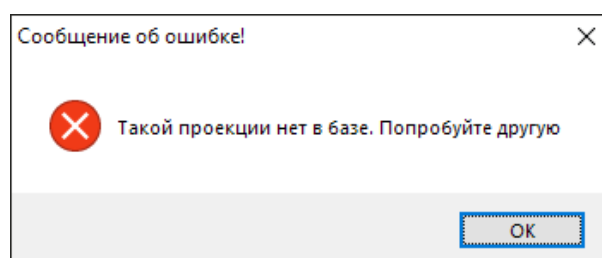 Сообщение об ошибке!
Такой проекции нет в базе. Попробуйте другую
OK